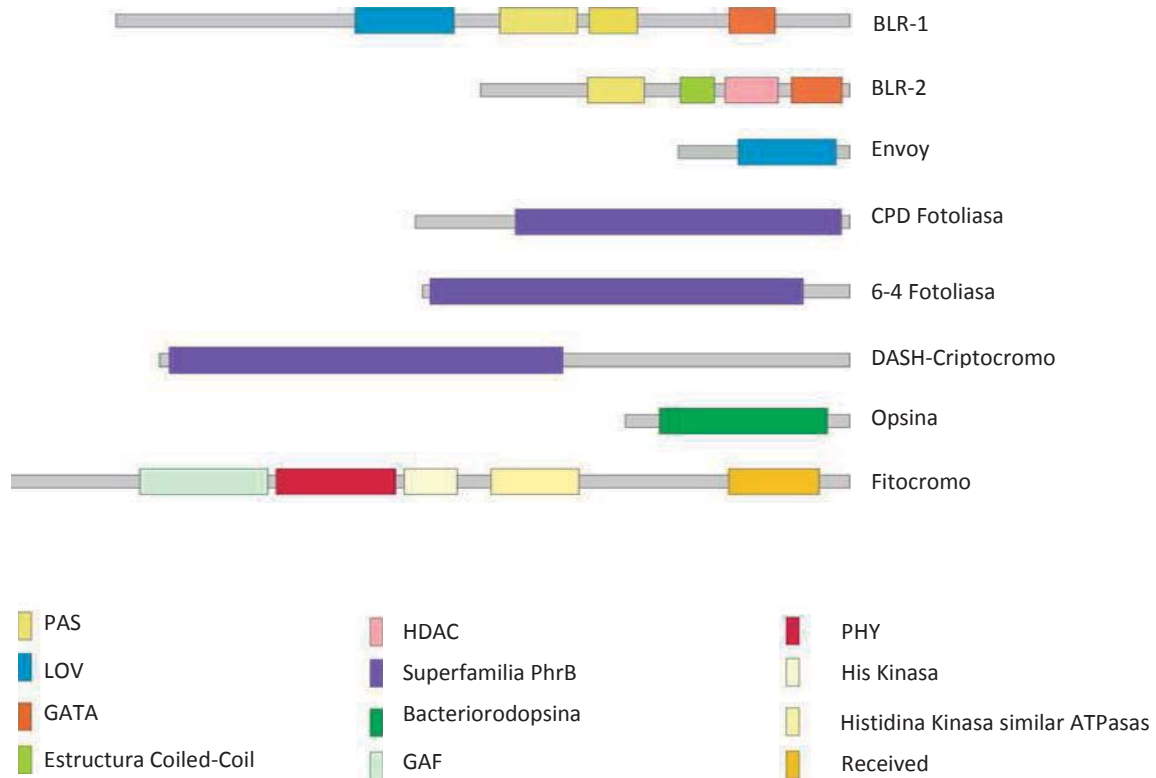 BLR-1
BLR-2
Envoy
CPD Fotoliasa
6-4 Fotoliasa
DASH-Criptocromo
Opsina
Fitocromo
PAS
LOV
GATA
Estructura Coiled-Coil
HDAC
Superfamilia PhrB
Bacteriorodopsina
GAF
PHY
His Kinasa
Histidina Kinasa similar ATPasas
Received